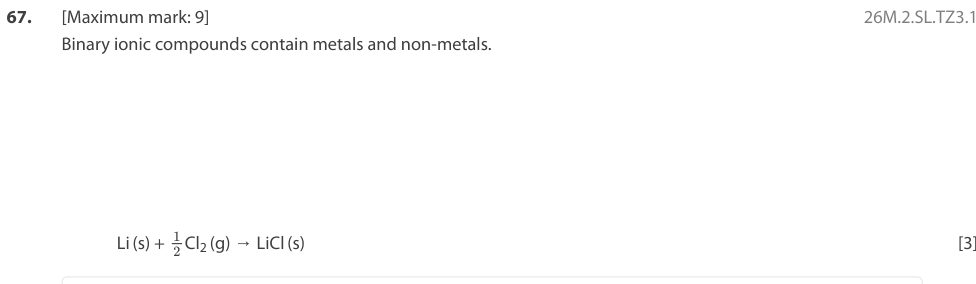 67. [Maximum mark: 9] 26M.2.SL.TZ3.1
Binary ionic compounds contain metals and non-metals.
Li (s) + 1/2 Cl₂ (g) → LiCl (s) [3]